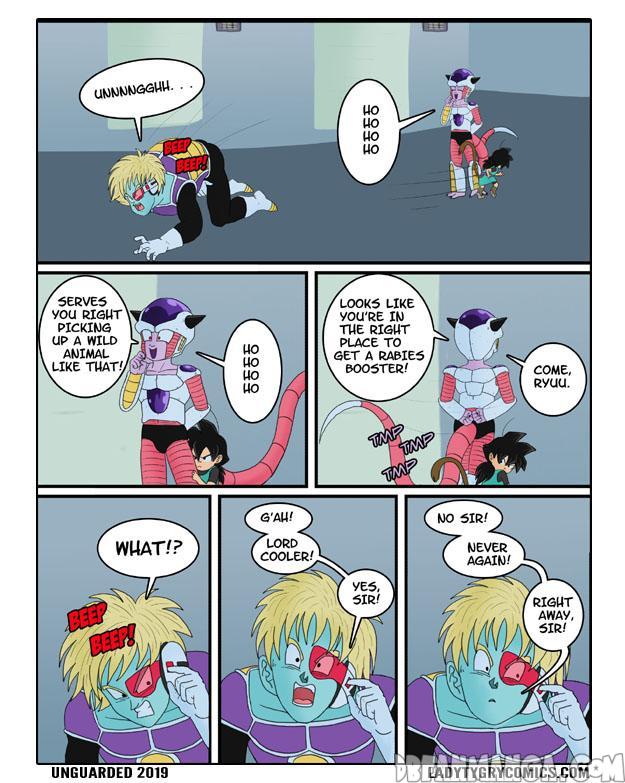 UNNNNGGHH. . .
HO
HO
HO
HO
BEEP
BEEP!
SERVES
YOU RIGHT
PICKING
UP A WILD
ANIMAL
LIKE THAT!
HO
HO
HO
HO
LOOKS LIKE
YOU'RE IN
THE RIGHT
PLACE TO
GET A RABIES
BOOSTER!
COME,
RYUU.
TMP
TMP
TMP
WHAT!?
BEEP
BEEP!
G'AH!
LORD
COOLER!
YES,
SIR!
NO SIR!
NEVER
AGAIN!
RIGHT
AWAY,
SIR!
UNGUARDED 2019
LADYTYGRYCOMICS.COM
DBFANMANGA.COM